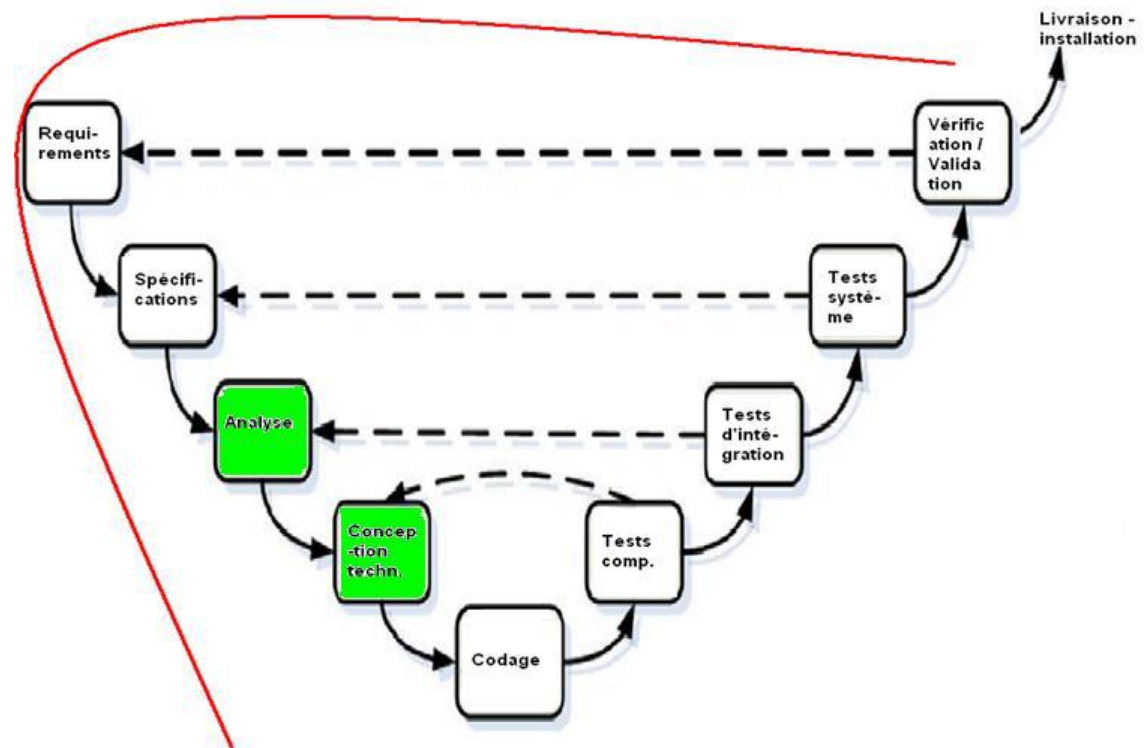 Livraison -
installation
Requi-
rements
Vérific
ation /
Valida
tion
Spécifi-
cations
Tests
systè-
me
Analyse
Tests
d'inté-
gration
Concep
-tion
techn.
Tests
comp.
Codage